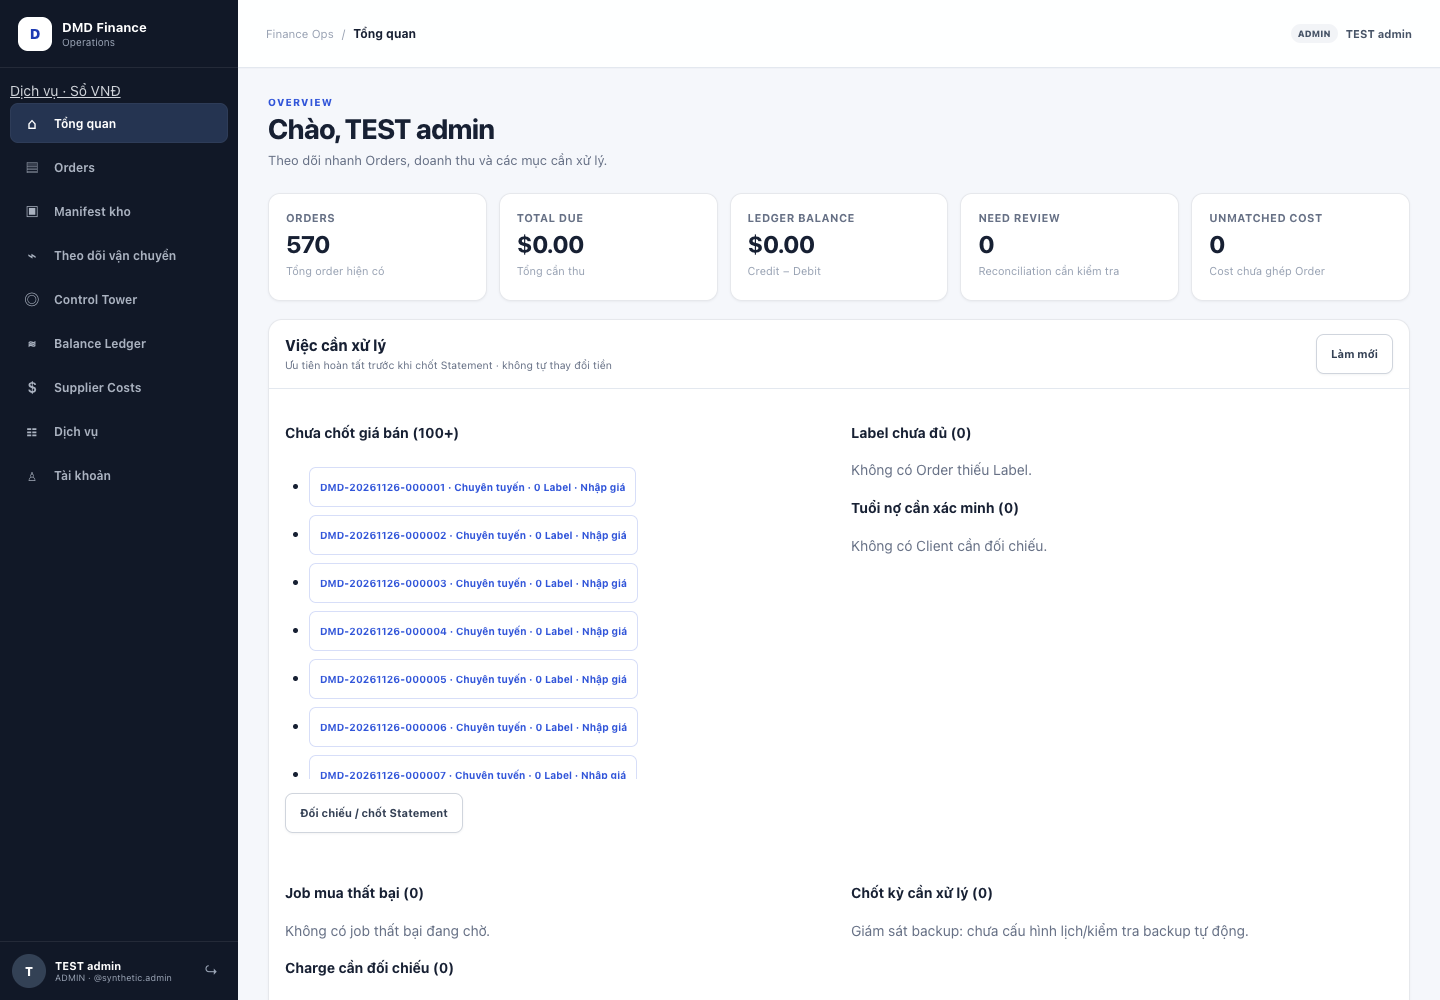 D
DMD Finance
Operations
Dịch vụ · Sổ VNĐ
Tổng quan
Orders
Manifest kho
Theo dõi vận chuyển
Control Tower
Balance Ledger
$ Supplier Costs
Dịch vụ
Tài khoản
T
TEST admin
ADMIN · @synthetic.admin
Finance Ops / Tổng quan
ADMIN TEST admin
OVERVIEW
Chào, TEST admin
Theo dõi nhanh Orders, doanh thu và các mục cần xử lý.
ORDERS
570
Tổng order hiện có
TOTAL DUE
$0.00
Tổng cần thu
LEDGER BALANCE
$0.00
Credit − Debit
NEED REVIEW
0
Reconciliation cần kiểm tra
UNMATCHED COST
0
Cost chưa ghép Order
Việc cần xử lý
Ưu tiên hoàn tất trước khi chốt Statement · không tự thay đổi tiền
Làm mới
Chưa chốt giá bán (100+)
DMD-20261126-000001 · Chuyên tuyến · 0 Label · Nhập giá
DMD-20261126-000002 · Chuyên tuyến · 0 Label · Nhập giá
DMD-20261126-000003 · Chuyên tuyến · 0 Label · Nhập giá
DMD-20261126-000004 · Chuyên tuyến · 0 Label · Nhập giá
DMD-20261126-000005 · Chuyên tuyến · 0 Label · Nhập giá
DMD-20261126-000006 · Chuyên tuyến · 0 Label · Nhập giá
DMD-20261126-000007 · Chuyên tuyến · 0 Label · Nhập giá
Đối chiếu / chốt Statement
Label chưa đủ (0)
Không có Order thiếu Label.
Tuổi nợ cần xác minh (0)
Không có Client cần đối chiếu.
Job mua thất bại (0)
Không có job thất bại đang chờ.
Charge cần đối chiếu (0)
Chốt kỳ cần xử lý (0)
Giám sát backup: chưa cấu hình lịch/kiểm tra backup tự động.